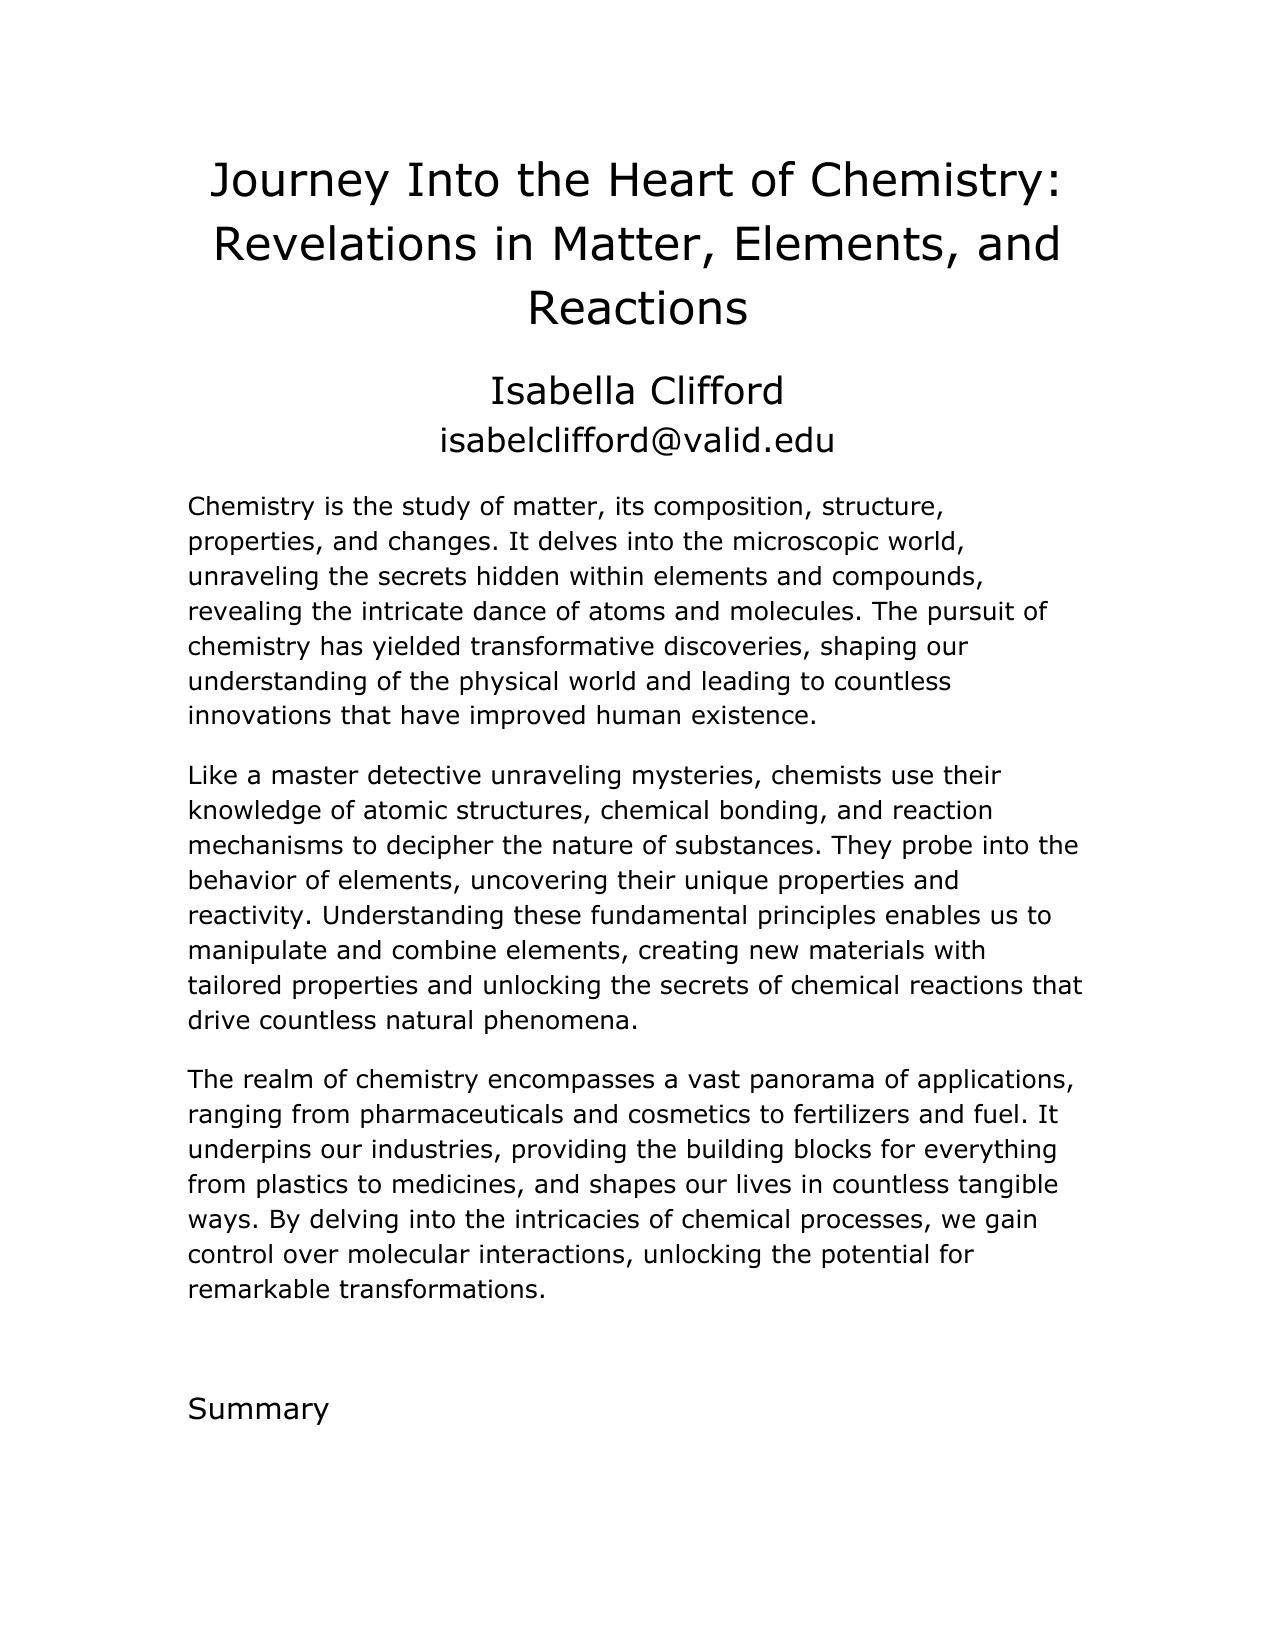 Journey Into the Heart of Chemistry:
Revelations in Matter, Elements, and
Reactions
Isabella Clifford
isabelclifford@valid.edu
Chemistry is the study of matter, its composition, structure,
properties, and changes. It delves into the microscopic world,
unraveling the secrets hidden within elements and compounds,
revealing the intricate dance of atoms and molecules. The pursuit of
chemistry has yielded transformative discoveries, shaping our
understanding of the physical world and leading to countless
innovations that have improved human existence.
Like a master detective unraveling mysteries, chemists use their
knowledge of atomic structures, chemical bonding, and reaction
mechanisms to decipher the nature of substances. They probe into the
behavior of elements, uncovering their unique properties and
reactivity. Understanding these fundamental principles enables us to
manipulate and combine elements, creating new materials with
tailored properties and unlocking the secrets of chemical reactions that
drive countless natural phenomena.
The realm of chemistry encompasses a vast panorama of applications,
ranging from pharmaceuticals and cosmetics to fertilizers and fuel. It
underpins our industries, providing the building blocks for everything
from plastics to medicines, and shapes our lives in countless tangible
ways. By delving into the intricacies of chemical processes, we gain
control over molecular interactions, unlocking the potential for
remarkable transformations.
Summary